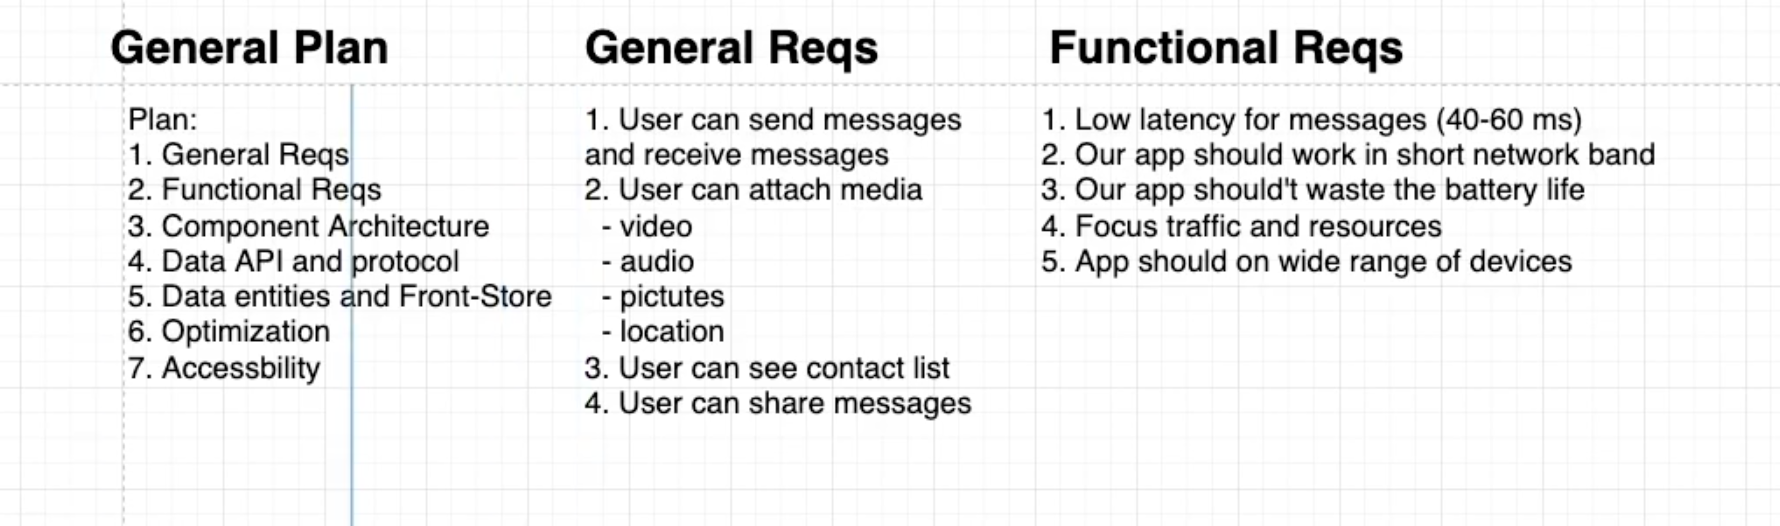 General Plan
Plan:
1. General Reqs
2. Functional Reqs
3. Component Architecture
4. Data API and protocol
5. Data entities and Front-Store
6. Optimization
7. Accessbility
General Reqs
1. User can send messages
and receive messages
2. User can attach media
- video
- audio
- pictutes
- location
3. User can see contact list
4. User can share messages
Functional Reqs
1. Low latency for messages (40-60 ms)
2. Our app should work in short network band
3. Our app should't waste the battery life
4. Focus traffic and resources
5. App should on wide range of devices